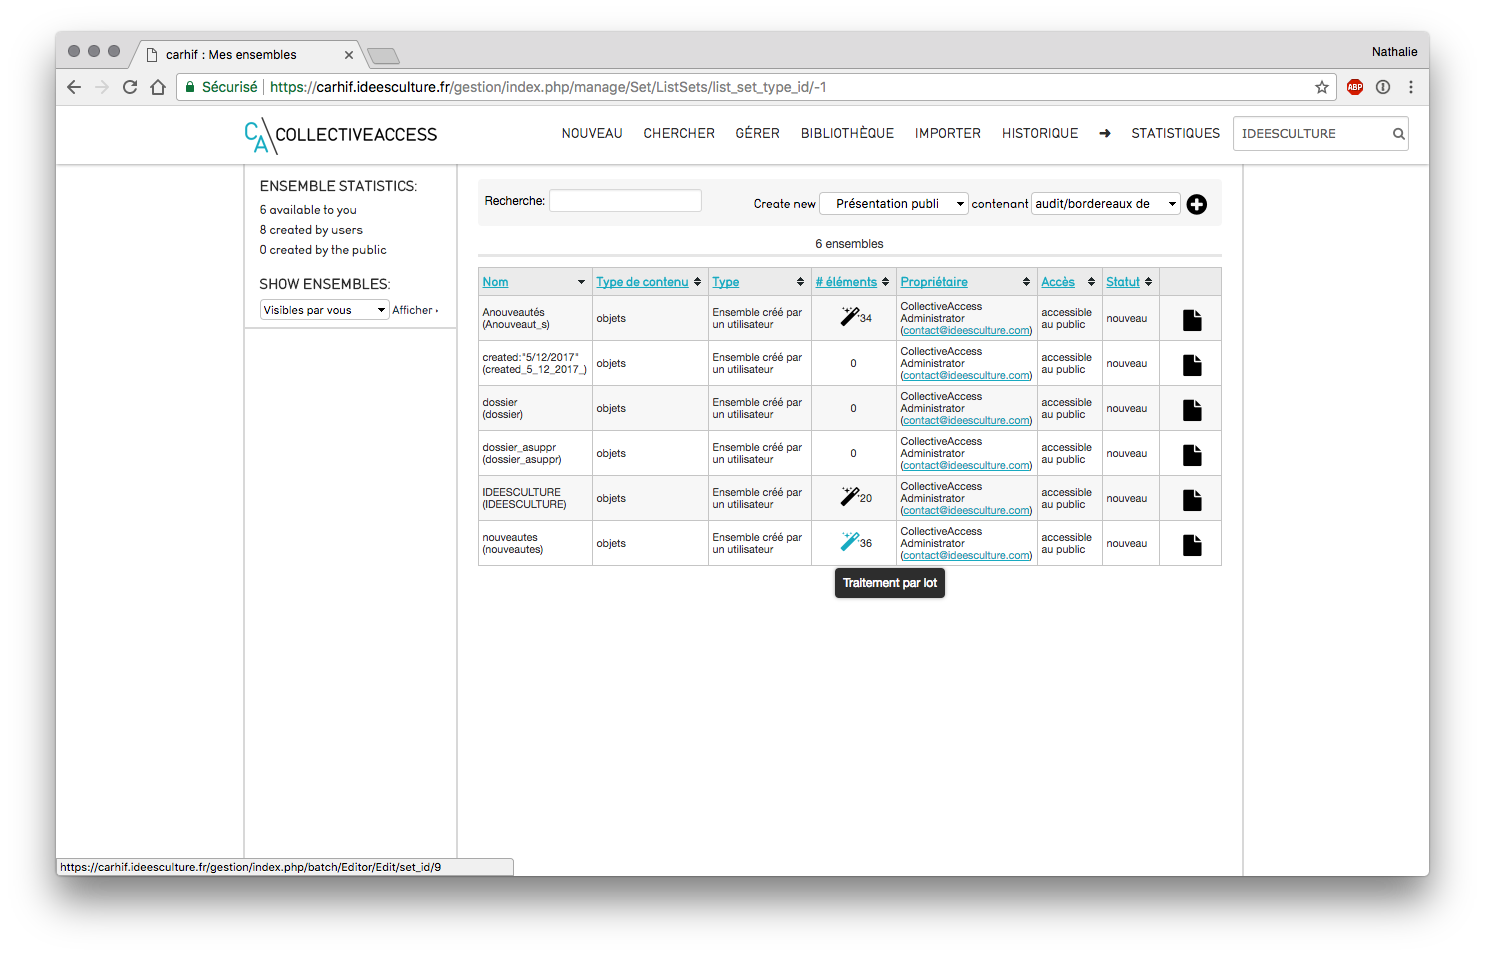 carhif : Mes ensembles
Nathalie
Sécurisé https://carhif.ideesculture.fr/gestion/index.php/manage/Set/ListSets/list_set_type_id/-1
ABP
CA COLLECTIVEACCESS
NOUVEAU CHERCHER GÉRER BIBLIOTHÈQUE IMPORTER HISTORIQUE ➔ STATISTIQUES IDEESCULTURE
ENSEMBLE STATISTICS:
6 available to you
8 created by users
0 created by the public
SHOW ENSEMBLES:
Visibles par vous Afficher ›
Recherche: Create new Présentation publi contenant audit/bordereaux de
6 ensembles
Nom Type de contenu Type # éléments Propriétaire Accès Statut
Anouveautés
(Anouveaut_s)
objets
Ensemble créé par
un utilisateur
34
CollectiveAccess
Administrator
(contact@ideesculture.com)
accessible
au public
nouveau
created:"5/12/2017"
(created_5_12_2017_)
objets
Ensemble créé par
un utilisateur
0
CollectiveAccess
Administrator
(contact@ideesculture.com)
accessible
au public
nouveau
dossier
(dossier)
objets
Ensemble créé par
un utilisateur
0
CollectiveAccess
Administrator
(contact@ideesculture.com)
accessible
au public
nouveau
dossier_asuppr
(dossier_asuppr)
objets
Ensemble créé par
un utilisateur
0
CollectiveAccess
Administrator
(contact@ideesculture.com)
accessible
au public
nouveau
IDEESCULTURE
(IDEESCULTURE)
objets
Ensemble créé par
un utilisateur
20
CollectiveAccess
Administrator
(contact@ideesculture.com)
accessible
au public
nouveau
nouveautes
(nouveautes)
objets
Ensemble créé par
un utilisateur
36
CollectiveAccess
Administrator
(contact@ideesculture.com)
accessible
au public
nouveau
Traitement par lot
https://carhif.ideesculture.fr/gestion/index.php/batch/Editor/Edit/set_id/9